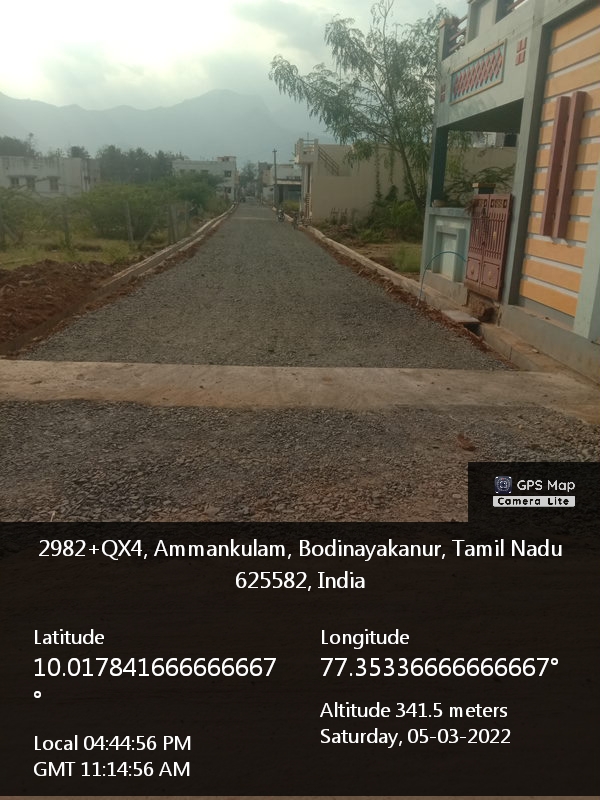 GPS Map
Camera Lite
2982+QX4, Ammankulam, Bodinayakanur, Tamil Nadu
625582, India
Latitude
10.017841666666667
°
Longitude
77.35336666666667°
Altitude 341.5 meters
Saturday, 05-03-2022
Local 04:44:56 PM
GMT 11:14:56 AM